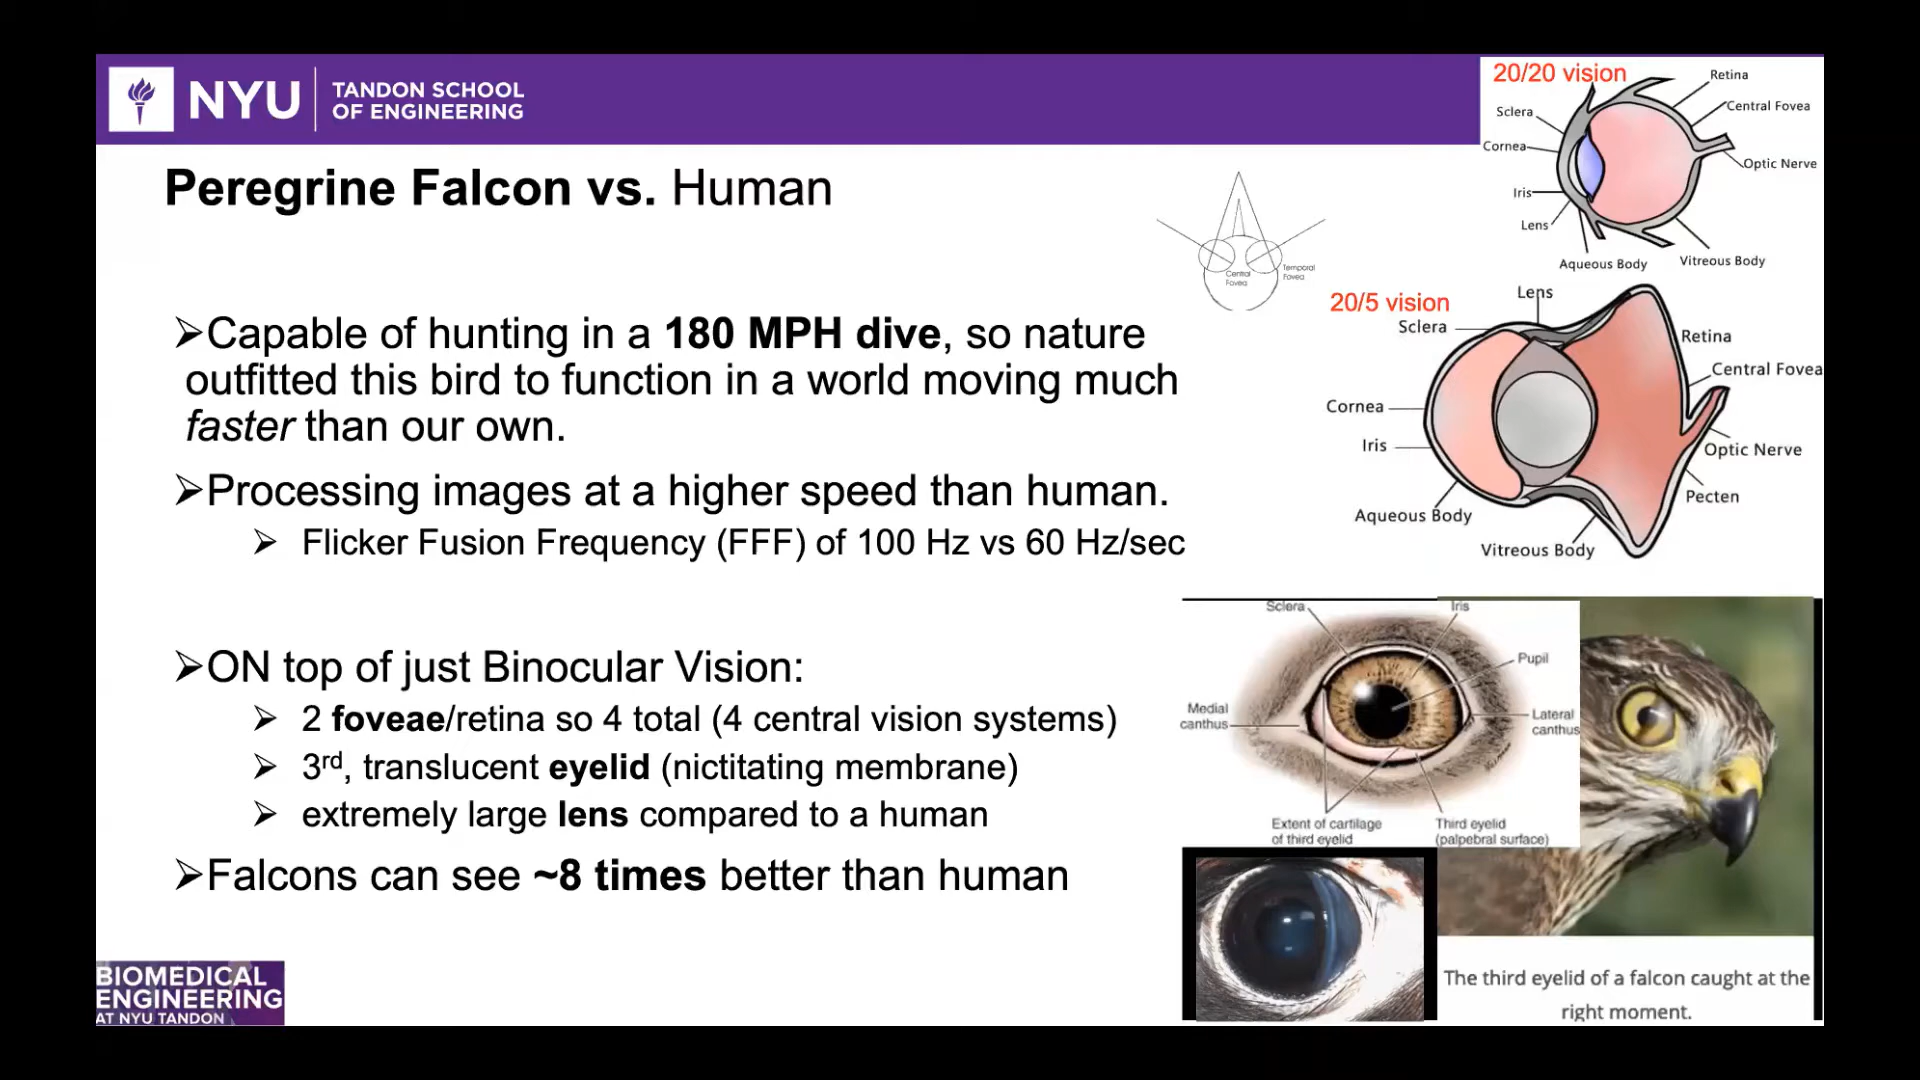 NYU
TANDON SCHOOL
OF ENGINEERING
Peregrine Falcon vs. Human
➢Capable of hunting in a 180 MPH dive, so nature
outfitted this bird to function in a world moving much
faster than our own.
➢Processing images at a higher speed than human.
➢ Flicker Fusion Frequency (FFF) of 100 Hz vs 60 Hz/sec
➢ON top of just Binocular Vision:
➢ 2 foveae/retina so 4 total (4 central vision systems)
➢ 3rd, translucent eyelid (nictitating membrane)
➢ extremely large lens compared to a human
➢Falcons can see ~8 times better than human
BIOMEDICAL
ENGINEERING
AT NYU TANDON
Central
Fovea
Temporal
Fovea
20/20 vision
Retina
Sclera
Central Fovea
Cornea
Optic Nerve
Iris
Lens
Aqueous Body
Vitreous Body
20/5 vision
Lens
Sclera
Retina
Central Fovea
Cornea
Iris
Optic Nerve
Pecten
Aqueous Body
Vitreous Body
Sclera
Iris
Pupil
Medial
canthus
Lateral
canthus
Extent of cartilage
of third eyelid
Third eyelid
(palpebral surface)
The third eyelid of a falcon caught at the
right moment.